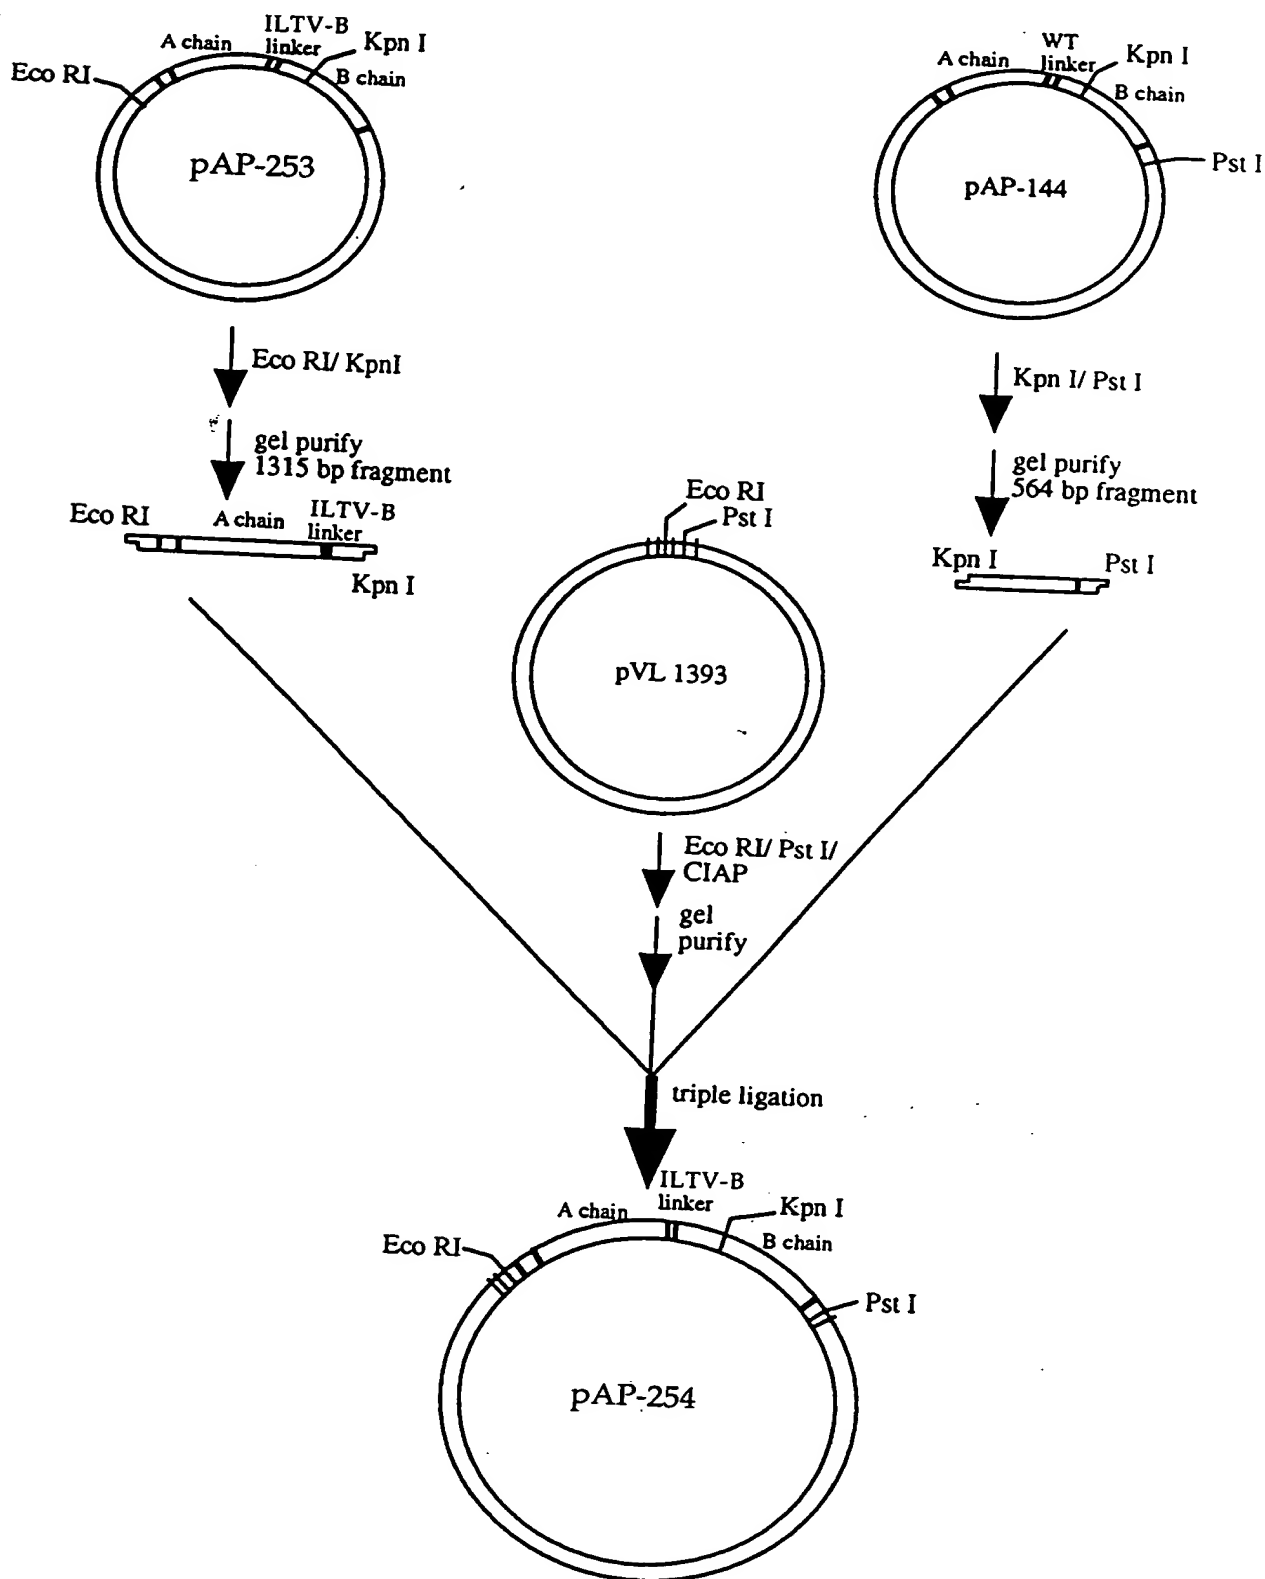 ILTV-B
linker
A chain
Kpn I
Eco RI
B chain
pAP-253
WT
linker
A chain
Kpn I
B chain
Pst I
pAP-144
Eco RI/ KpnI
gel purify
1315 bp fragment
Eco RI
A chain
ILTV-B
linker
Kpn I
Kpn I/ Pst I
gel purify
564 bp fragment
Kpn I
Pst I
Eco RI
Pst I
pVL 1393
Eco RI/ Pst I/
CIAP
gel
purify
triple ligation
ILTV-B
linker
A chain
Kpn I
B chain
Eco RI
Pst I
pAP-254